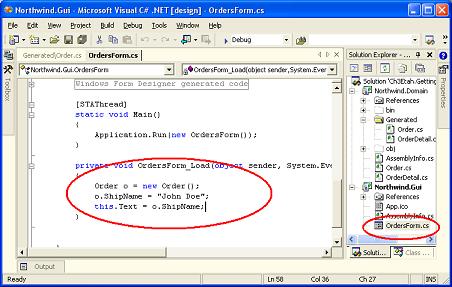 Northwind.Gui - Microsoft Visual C# .NET [design] - OrdersForm.cs
File Edit View Project Build Debug Tools Window Help
Debug
Generated\Order.cs OrdersForm.cs
Northwind.Gui.OrdersForm
OrdersForm_Load(object sender,System.Ever
Windows Form Designer generated code
[STAThread]
static void Main()
{
Application.Run(new OrdersForm());
}
private void OrdersForm_Load(object sender, System.Ev
{
Order o = new Order();
o.ShipName = "John Doe";
this.Text = o.ShipName;
}
}
Toolbox
Solution Explorer - ...
Solution 'Ch3Etah.Getting
Northwind.Domain
References
bin
Generated
Order.cs
OrderDetail.cs
obj
AssemblyInfo.cs
Order.cs
OrderDetail.cs
Northwind.Gui
References
App.ico
AssemblyInfo.cs
OrdersForm.cs
Soluti...
Class ...
Properties
Output
Ready
Ln 58 Col 36 Ch 27 INS